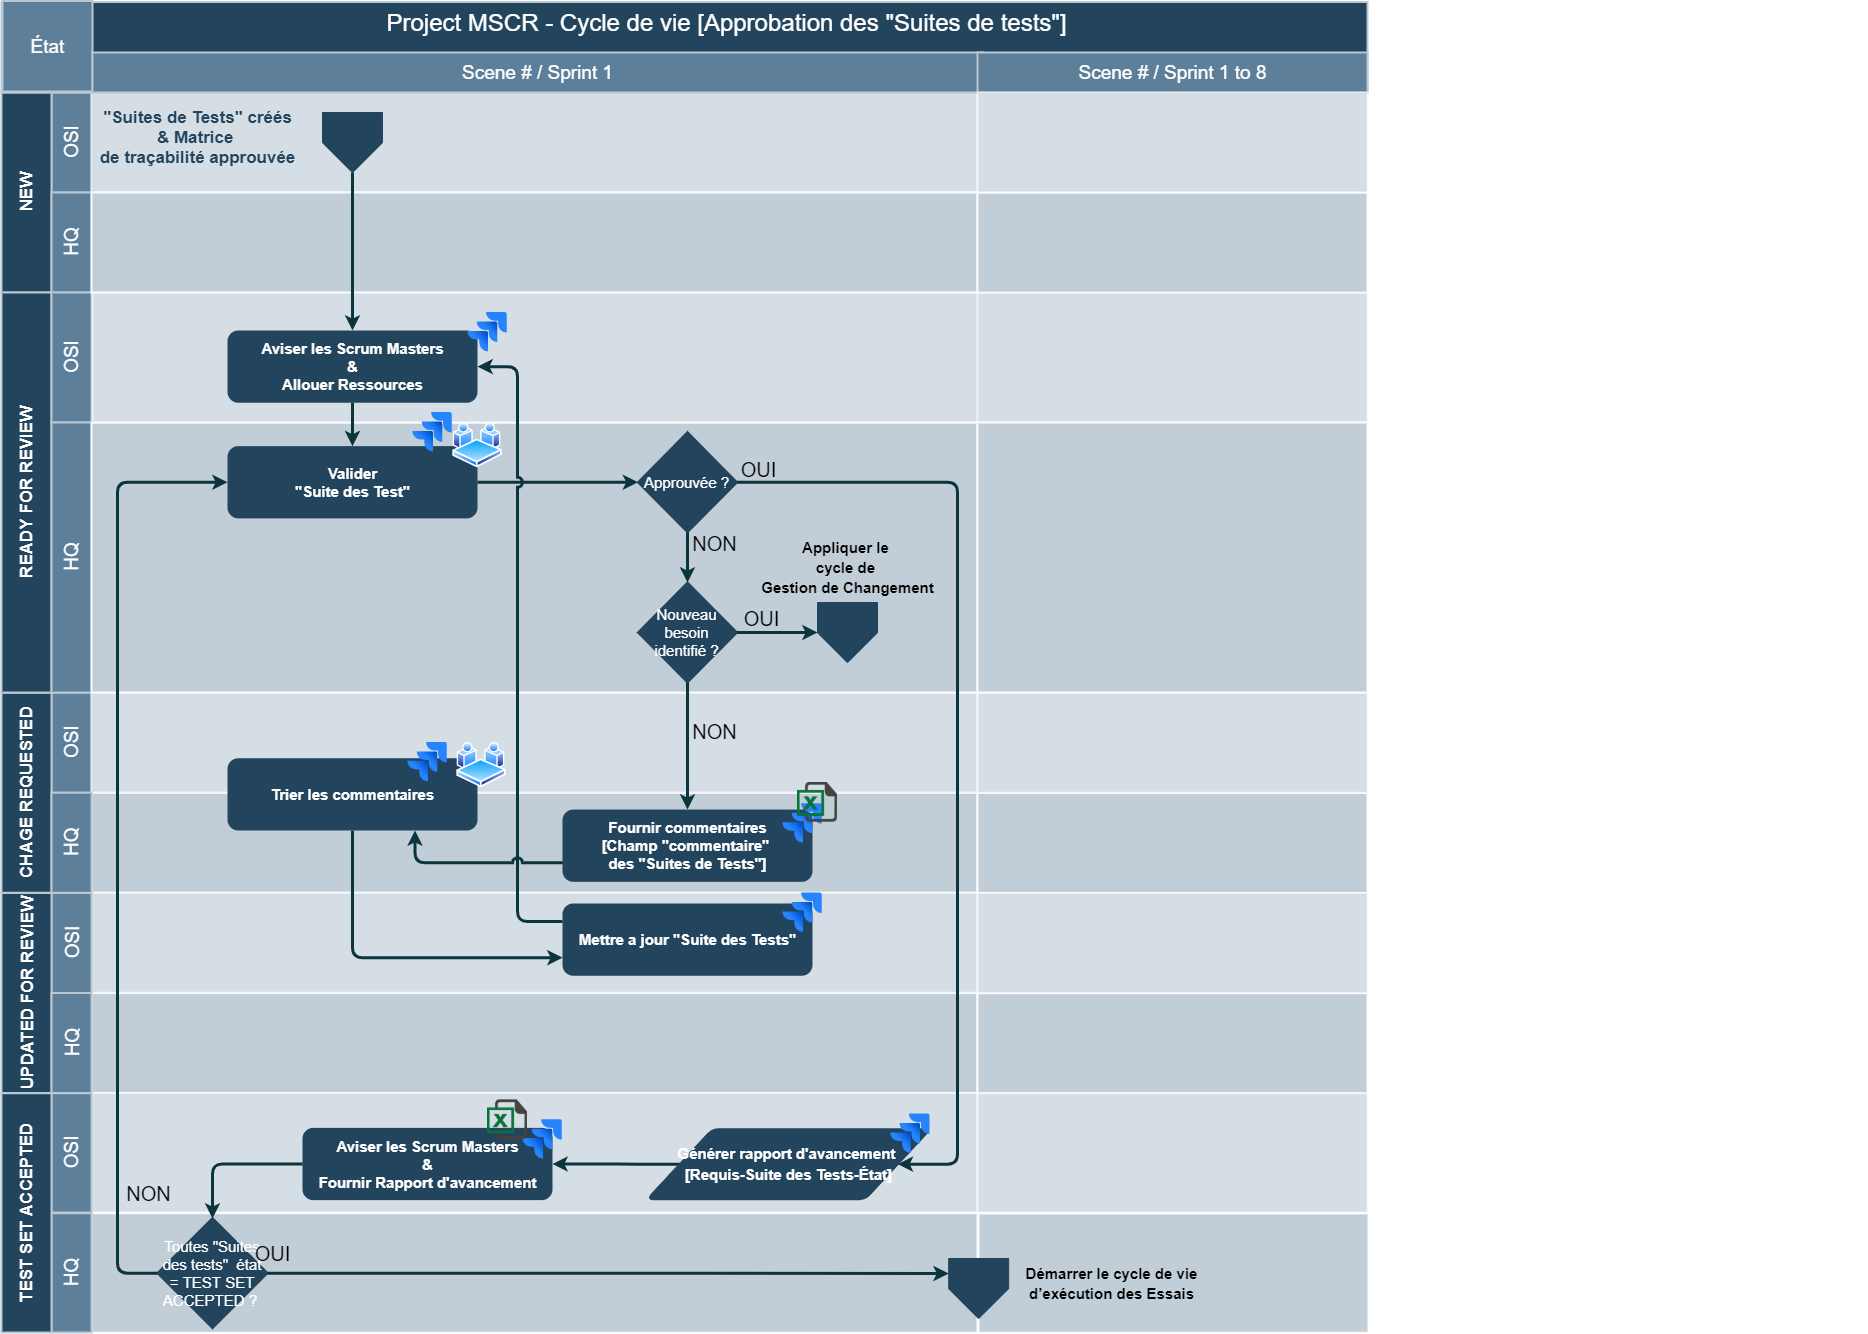 Project MSCR - Cycle de vie [Approbation des "Suites de tests"]
État
Scene # / Sprint 1
Scene # / Sprint 1 to 8
NEW
OSI
"Suites de Tests" créés
& Matrice
de traçabilité approuvée
HQ
READY FOR REVIEW
OSI
Aviser les Scrum Masters
&
Allouer Ressources
HQ
Valider
"Suite des Test"
Approuvée ?
OUI
NON
Appliquer le
cycle de
Gestion de Changement
Nouveau
besoin
identifié ?
OUI
NON
CHAGE REQUESTED
OSI
Trier les commentaires
HQ
Fournir commentaires
[Champ "commentaire"
des "Suites de Tests"]
UPDATED FOR REVIEW
OSI
Mettre a jour "Suite des Tests"
HQ
TEST SET ACCEPTED
OSI
Aviser les Scrum Masters
&
Fournir Rapport d'avancement
Générer rapport d'avancement
[Requis-Suite des Tests-État]
NON
HQ
Toutes "Suites
des tests" état
= TEST SET
ACCEPTED ?
OUI
Démarrer le cycle de vie
d'exécution des Essais